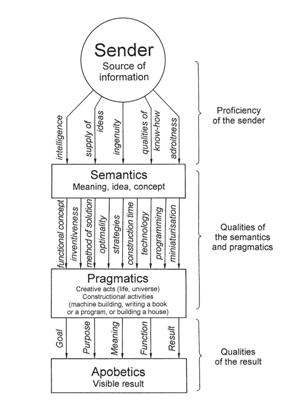 Sender
Source of
information
intelligence
supply of
ideas
ingenuity
qualities of
know-how
adroitness
Proficiency
of the sender
Semantics
Meaning, idea, concept
functional concept
inventiveness
method of solution
optimality
strategies
construction time
technology
programming
miniaturisation
Qualities of
the semantics
and pragmatics
Pragmatics
Creative acts (life, universe)
Constructional activities
(machine building, writing a book
or a program, or building a house)
Goal
Purpose
Meaning
Function
Result
Qualities
of the result
Apobetics
Visible result